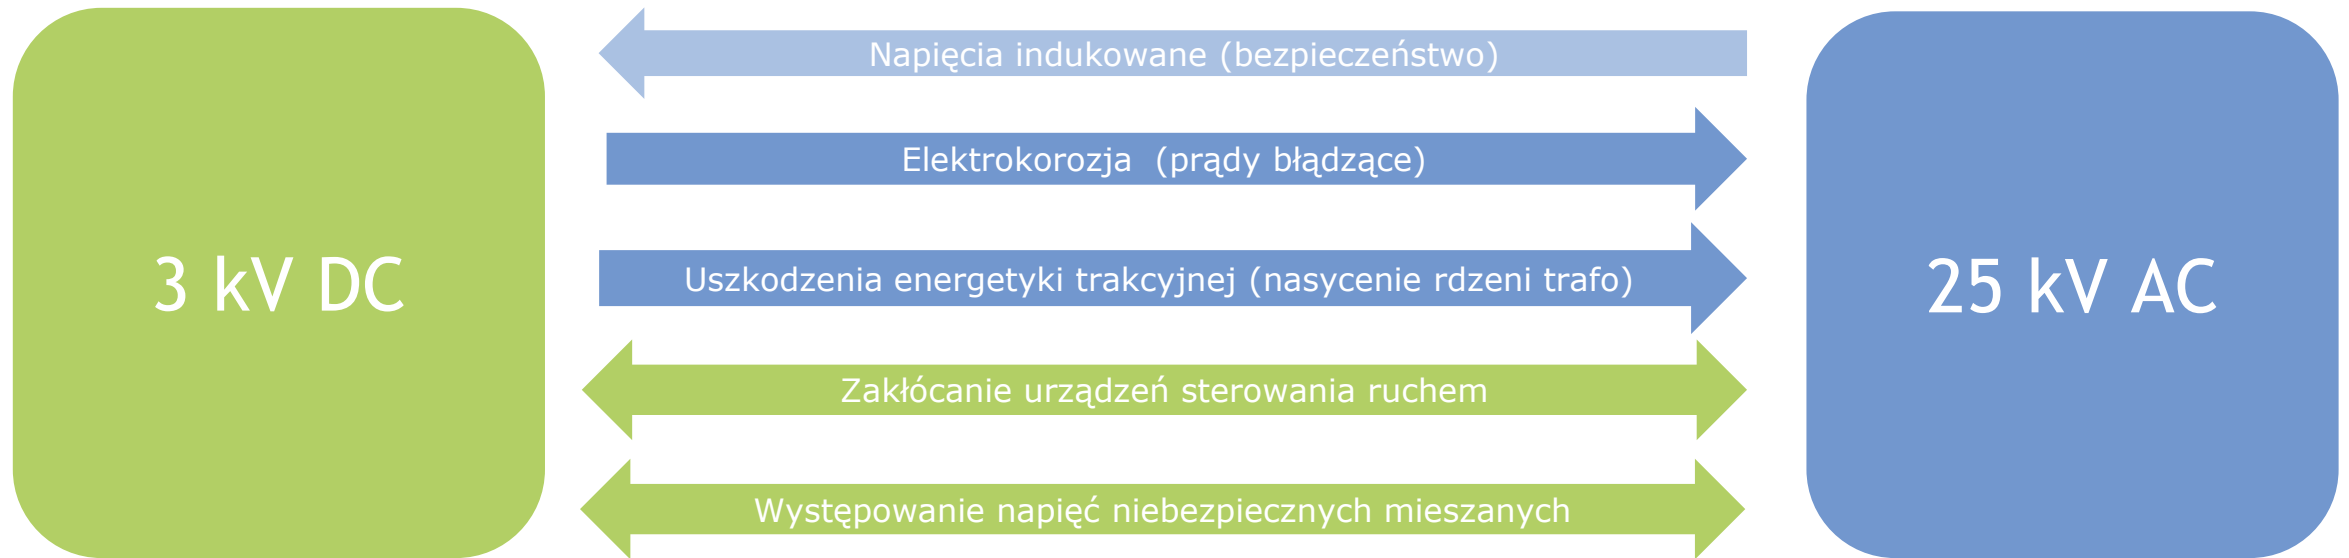 Napięcia indukowane (bezpieczeństwo)
Elektrokorozja  (prądy błądzące)
3 kV DC
Uszkodzenia energetyki trakcyjnej (nasycenie rdzeni trafo)
25 kV AC
Zakłócanie urządzeń sterowania ruchem
Występowanie napięć niebezpiecznych mieszanych